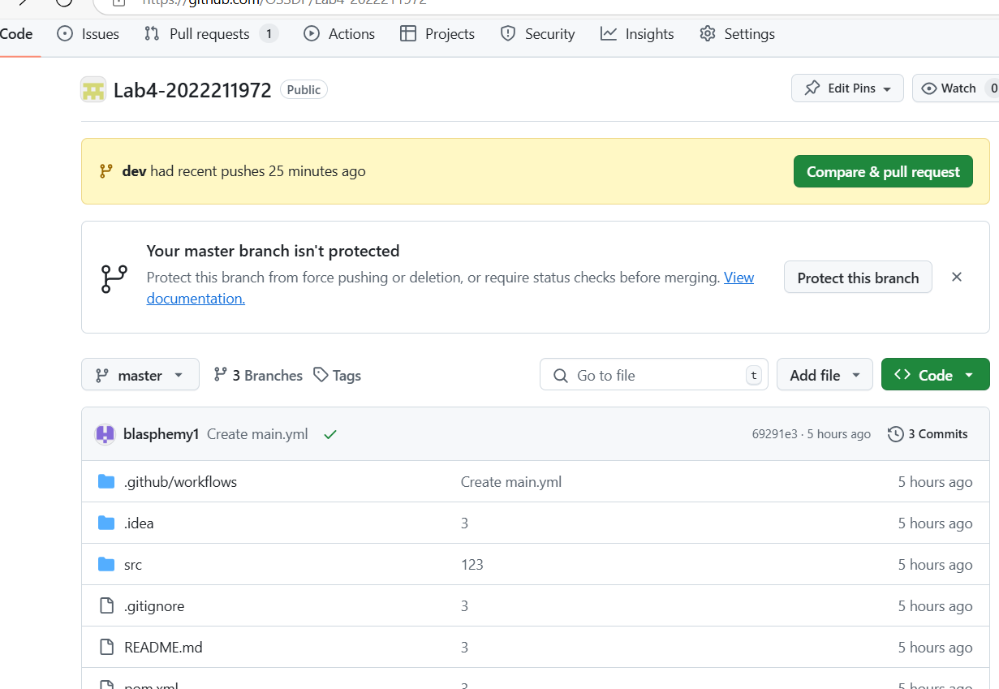 https://github.com/OSSDP/Lab4-2022211972
Code Issues Pull requests 1 Actions Projects Security Insights Settings
Lab4-2022211972 Public Edit Pins Watch 0
dev had recent pushes 25 minutes ago Compare & pull request
Your master branch isn't protected
Protect this branch from force pushing or deletion, or require status checks before merging. View
documentation.
Protect this branch
master 3 Branches Tags Go to file t Add file Code
blasphemy1 Create main.yml 69291e3 · 5 hours ago 3 Commits
.github/workflows Create main.yml 5 hours ago
.idea 3 5 hours ago
src 123 5 hours ago
.gitignore 3 5 hours ago
README.md 3 5 hours ago
pom.xml 3 5 hours ago